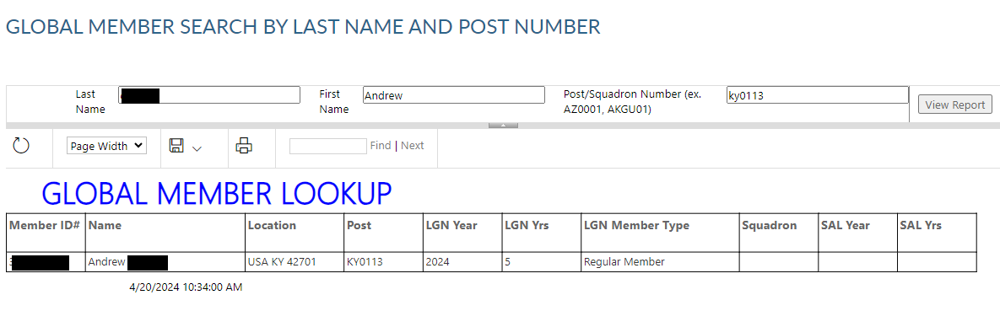 GLOBAL MEMBER SEARCH BY LAST NAME AND POST NUMBER
Last Name First Name Andrew Post/Squadron Number (ex. AZ0001, AKGU01) ky0113 View Report
Page Width Find | Next
GLOBAL MEMBER LOOKUP
Member ID# Name Location Post LGN Year LGN Yrs LGN Member Type Squadron SAL Year SAL Yrs
Andrew USA KY 42701 KY0113 2024 5 Regular Member
4/20/2024 10:34:00 AM